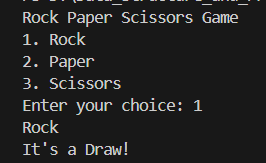 Rock Paper Scissors Game
1. Rock
2. Paper
3. Scissors
Enter your choice: 1
Rock
It's a Draw!